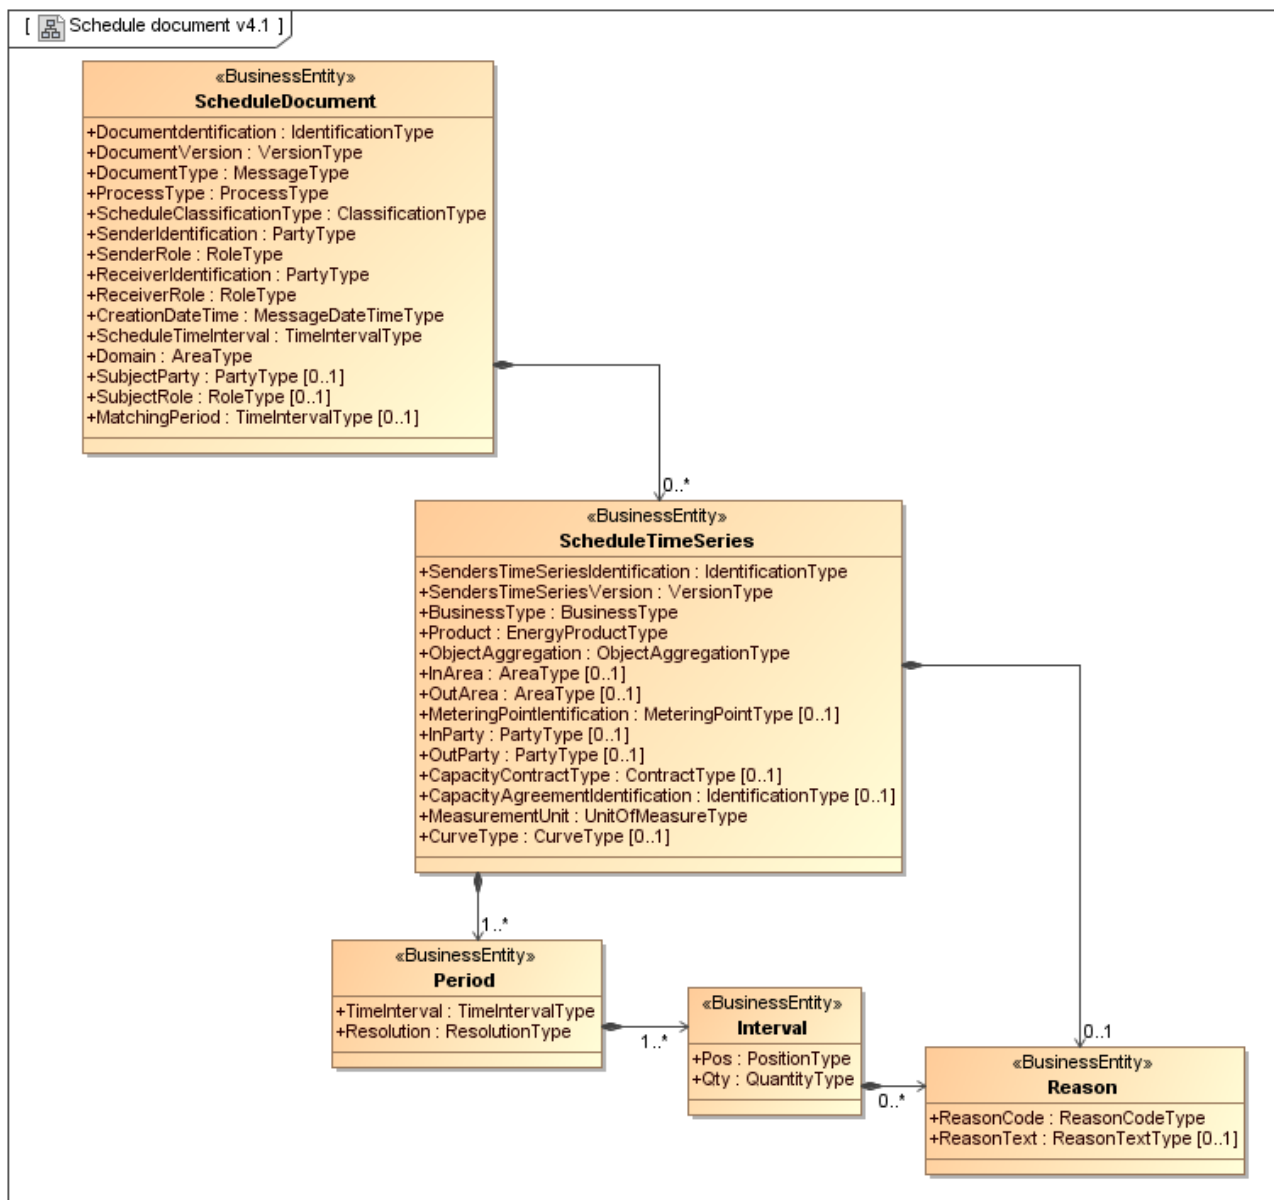 [ Schedule document v4.1 ]
«BusinessEntity»
ScheduleDocument
+DocumentdentificationIdentification : IdentificationType
+DocumentVersion : VersionType
+DocumentType : MessageType
+ProcessType : ProcessType
+ScheduleClassificationType : ClassificationType
+SenderIdentification : PartyType
+SenderRole : RoleType
+ReceiverIdentification : PartyType
+ReceiverRole : RoleType
+CreationDateTime : MessageDateTimeType
+ScheduleTimeInterval : TimeIntervalType
+Domain : AreaType
+SubjectParty : PartyType [0..1]
+SubjectRole : RoleType [0..1]
+MatchingPeriod : TimeIntervalType [0..1]
0..*
«BusinessEntity»
ScheduleTimeSeries
+SendersTimeSeriesIdentification : IdentificationType
+SendersTimeSeriesVersion : VersionType
+BusinessType : BusinessType
+Product : EnergyProductType
+ObjectAggregation : ObjectAggregationType
+InArea : AreaType [0..1]
+OutArea : AreaType [0..1]
+MeteringPointIentification : MeteringPointType [0..1]
+InParty : PartyType [0..1]
+OutParty : PartyType [0..1]
+CapacityContractType : ContractType [0..1]
+CapacityAgreementIdentification : IdentificationType [0..1]
+MeasurementUnit : UnitOfMeasureType
+CurveType : CurveType [0..1]
1..*
«BusinessEntity»
Period
+TimeInterval : TimeIntervalType
+Resolution : ResolutionType
1..*
«BusinessEntity»
Interval
+Pos : PositionType
+Qty : QuantityType
0..*
0..1
«BusinessEntity»
Reason
+ReasonCode : ReasonCodeType
+ReasonText : ReasonTextType [0..1]